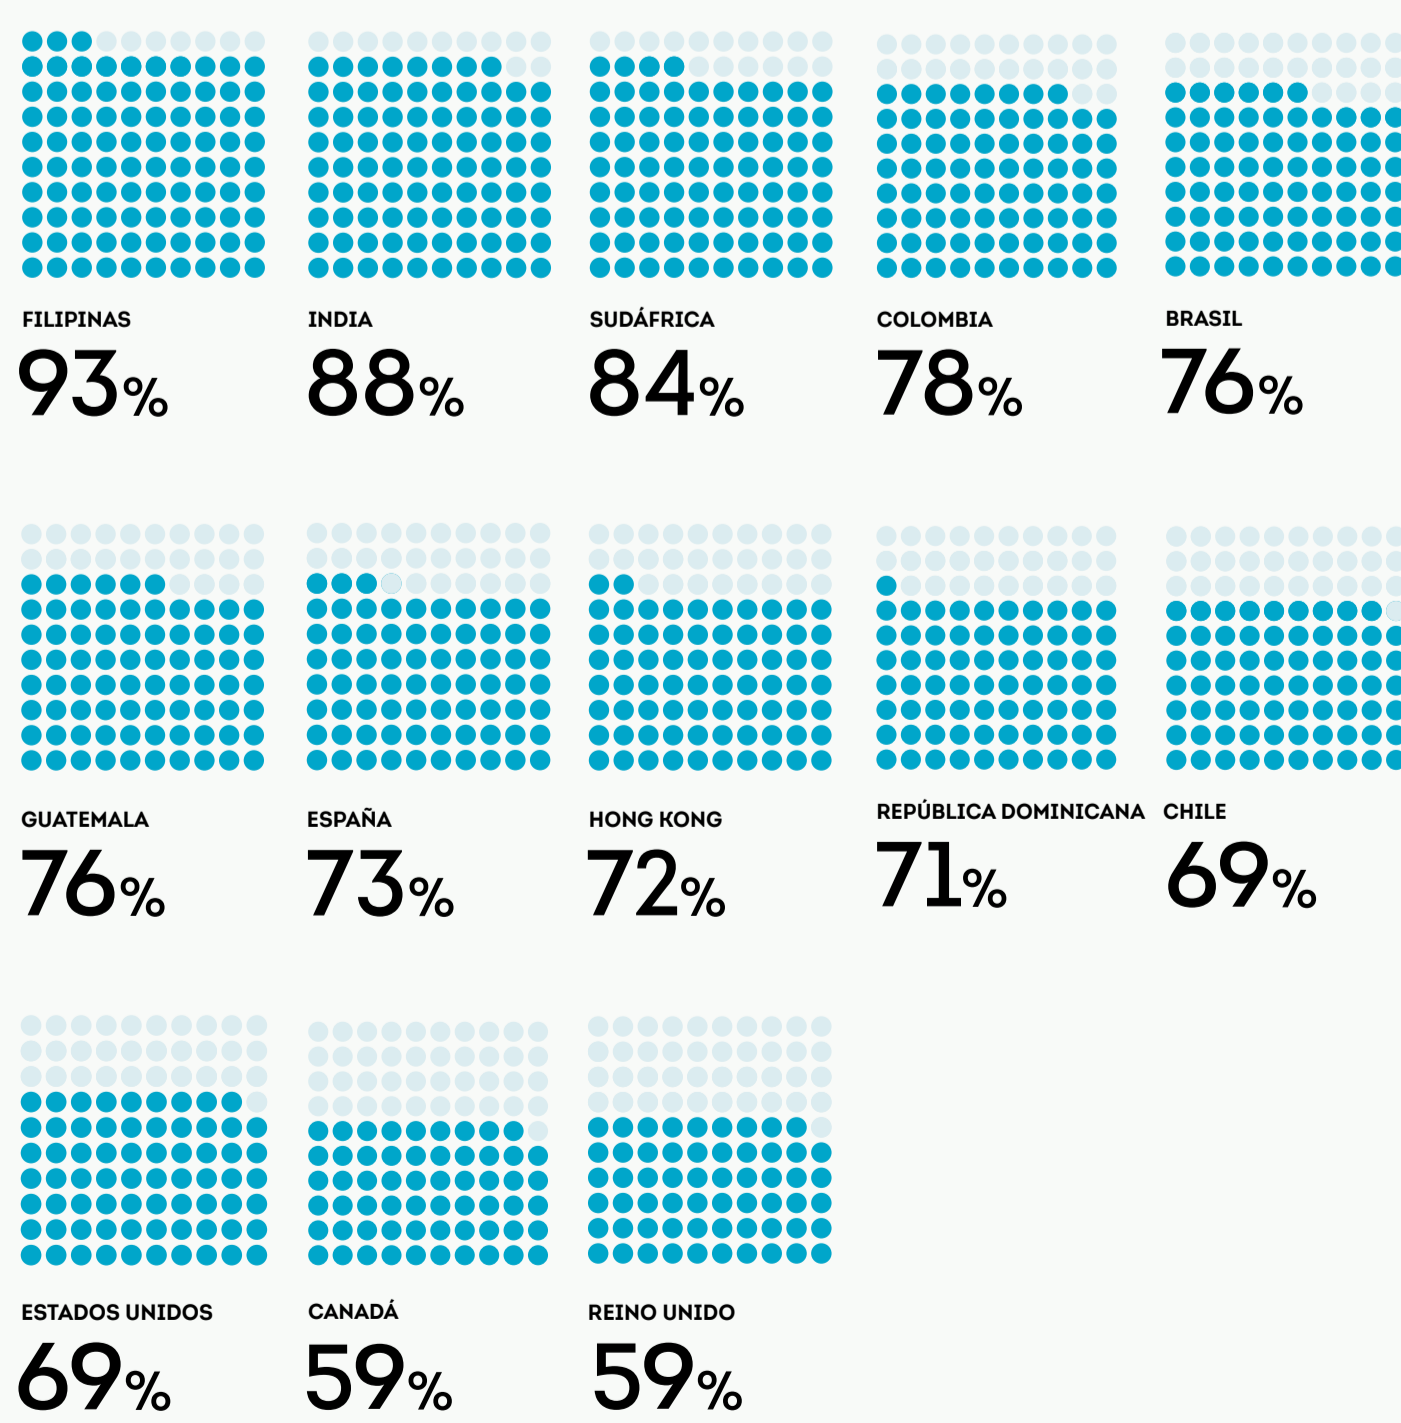 FILIPINAS
93%
INDIA
88%
SUDÁFRICA
84%
COLOMBIA
78%
BRASIL
76%
GUATEMALA
76%
ESPAÑA
73%
HONG KONG
72%
REPÚBLICA DOMINICANA
71%
CHILE
69%
ESTADOS UNIDOS
69%
CANADÁ
59%
REINO UNIDO
59%